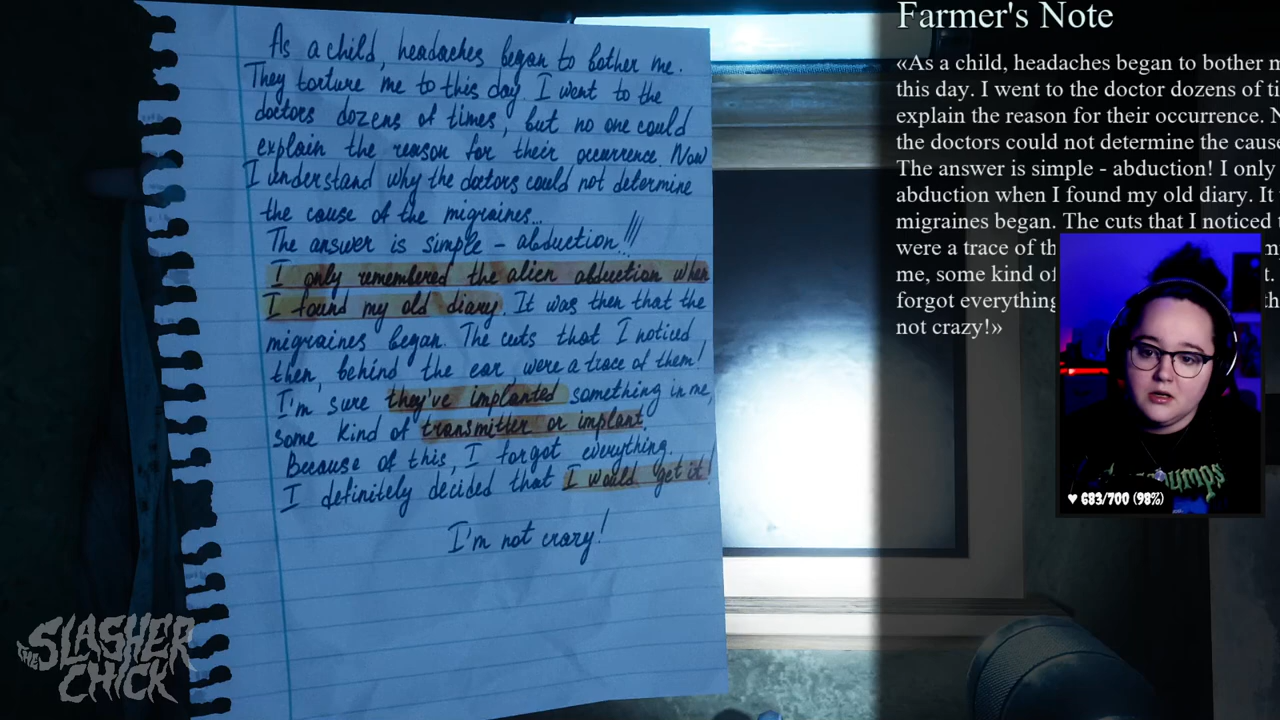 As a child, headaches began to bother me.
They torture me to this day. I went to the
doctors dozens of times, but no one could
explain the reason for their occurrence. Now
I understand why the doctors could not determine
the cause of the migraines...
The answer is simple - abduction!!!
I only remembered the alien abduction when
I found my old diary. It was then that the
migraines began. The cuts that I noticed
then, behind the ear were a trace of them!
I'm sure they've implanted something in me,
some kind of transmitter or implant.
Because of this, I forgot everything.
I definitely decided that I would get it!
I'm not crazy!
Farmer's Note
«As a child, headaches began to bother
this day. I went to the doctor dozens of
explain the reason for their occurrence.
the doctors could not determine the cause
The answer is simple - abduction! I only
abduction when I found my old diary. It
migraines began. The cuts that I noticed
were a trace of
me, some kind of
forgot everything
not crazy!»
♥ 683/700 (98%)
THE SLASHER CHICK